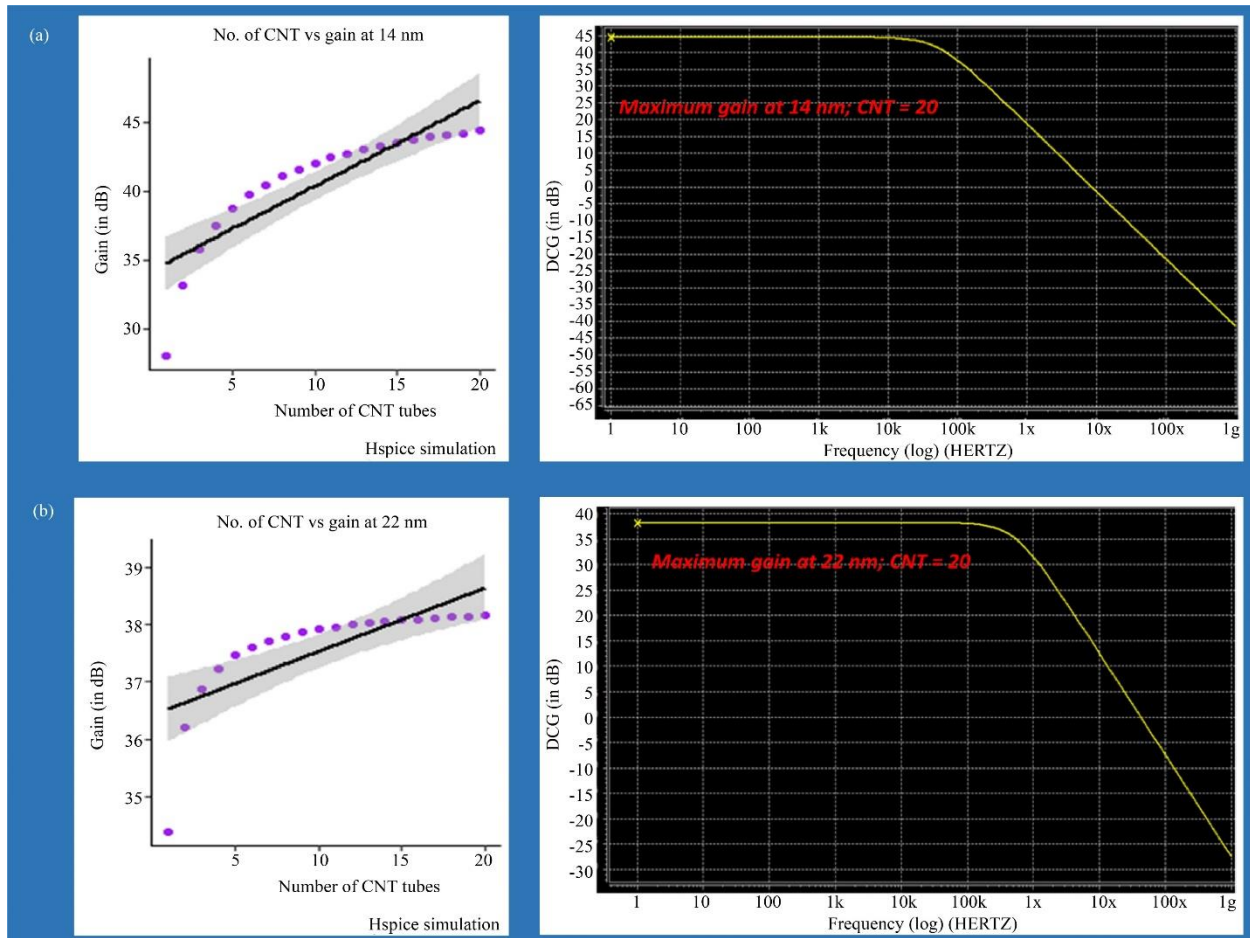 (a)
No. of CNT vs gain at 14 nm
Gain (in dB)
45
40
35
30
5 10 15 20
Number of CNT tubes
Hspice simulation
DCG (in dB)
45
40
35
30
25
20
15
10
5
0
-5
-10
-15
-20
-25
-30
-35
-40
-45
-50
-55
-60
-65
Maximum gain at 14 nm; CNT = 20
1 10 100 1k 10k 100k 1x 10x 100x 1g
Frequency (log) (HERTZ)
(b)
No. of CNT vs gain at 22 nm
Gain (in dB)
39
38
37
36
35
5 10 15 20
Number of CNT tubes
Hspice simulation
DCG (in dB)
40
35
30
25
20
15
10
5
0
-5
-10
-15
-20
-25
-30
Maximum gain at 22 nm; CNT = 20
1 10 100 1k 10k 100k 1x 10x 100x 1g
Frequency (log) (HERTZ)